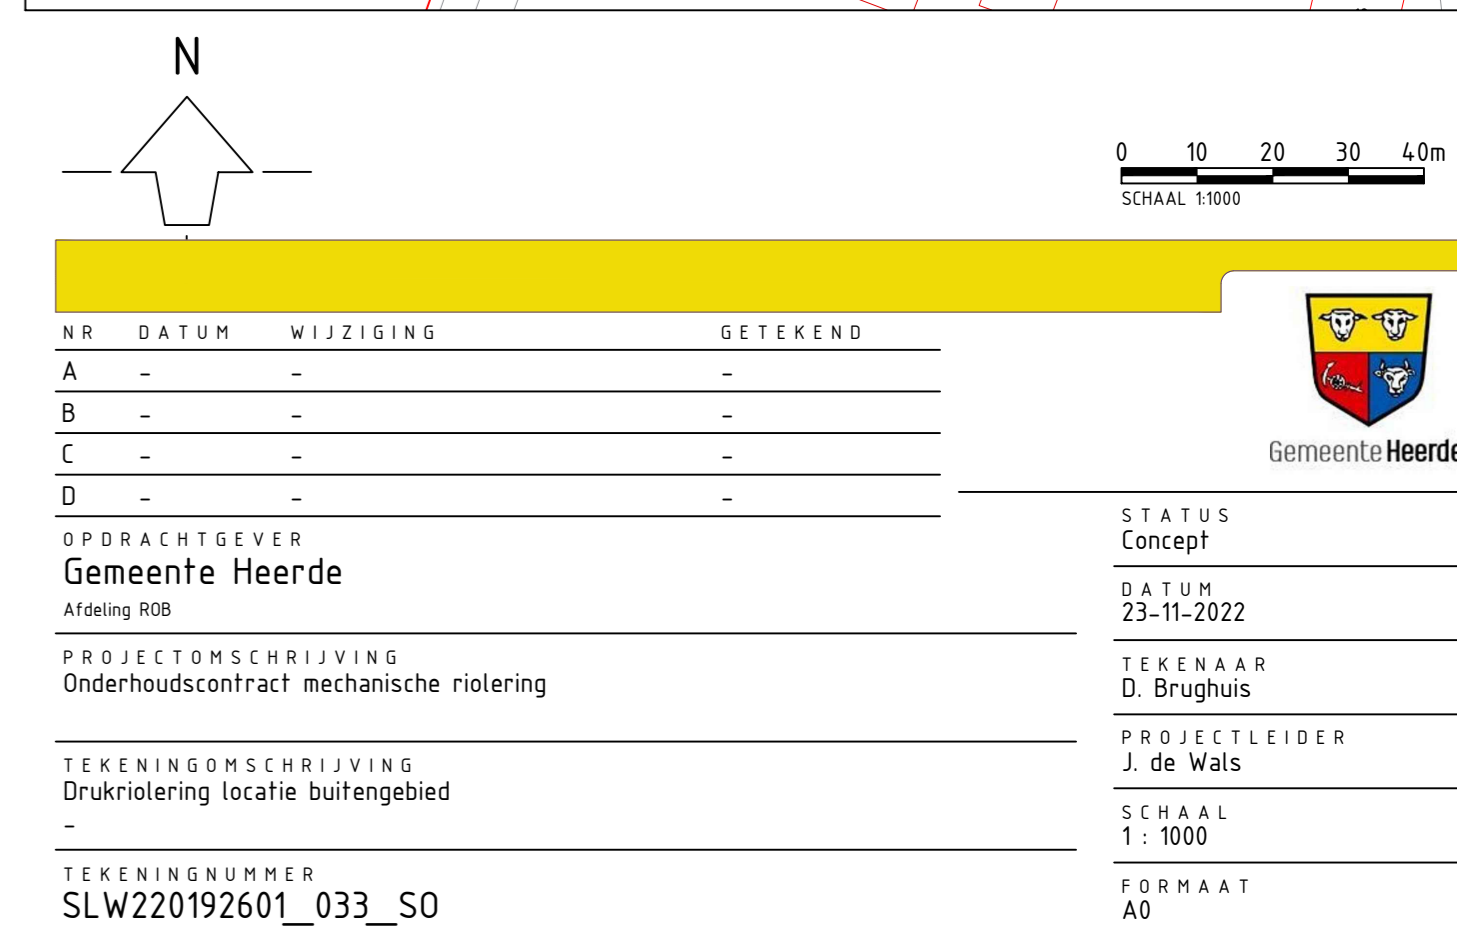 N
0 10 20 30 40m
SCHAAL 1:1000
NR DATUM WIJZIGING GETEKEND
A - - -
B - - -
C - - -
D - - -
Gemeente Heerde
OPDRACHTGEVER
Gemeente Heerde
Afdeling ROB
PROJECTOMSCHRIJVING
Onderhoudscontract mechanische riolering
TEKENINGOMSCHRIJVING
Drukriolering locatie buitengebied
-
TEKENINGNUMMER
SLW220192601_033_SO
STATUS
Concept
DATUM
23-11-2022
TEKENAAR
D. Brughuis
PROJECTLEIDER
J. de Wals
SCHAAL
1 : 1000
FORMAAT
A0